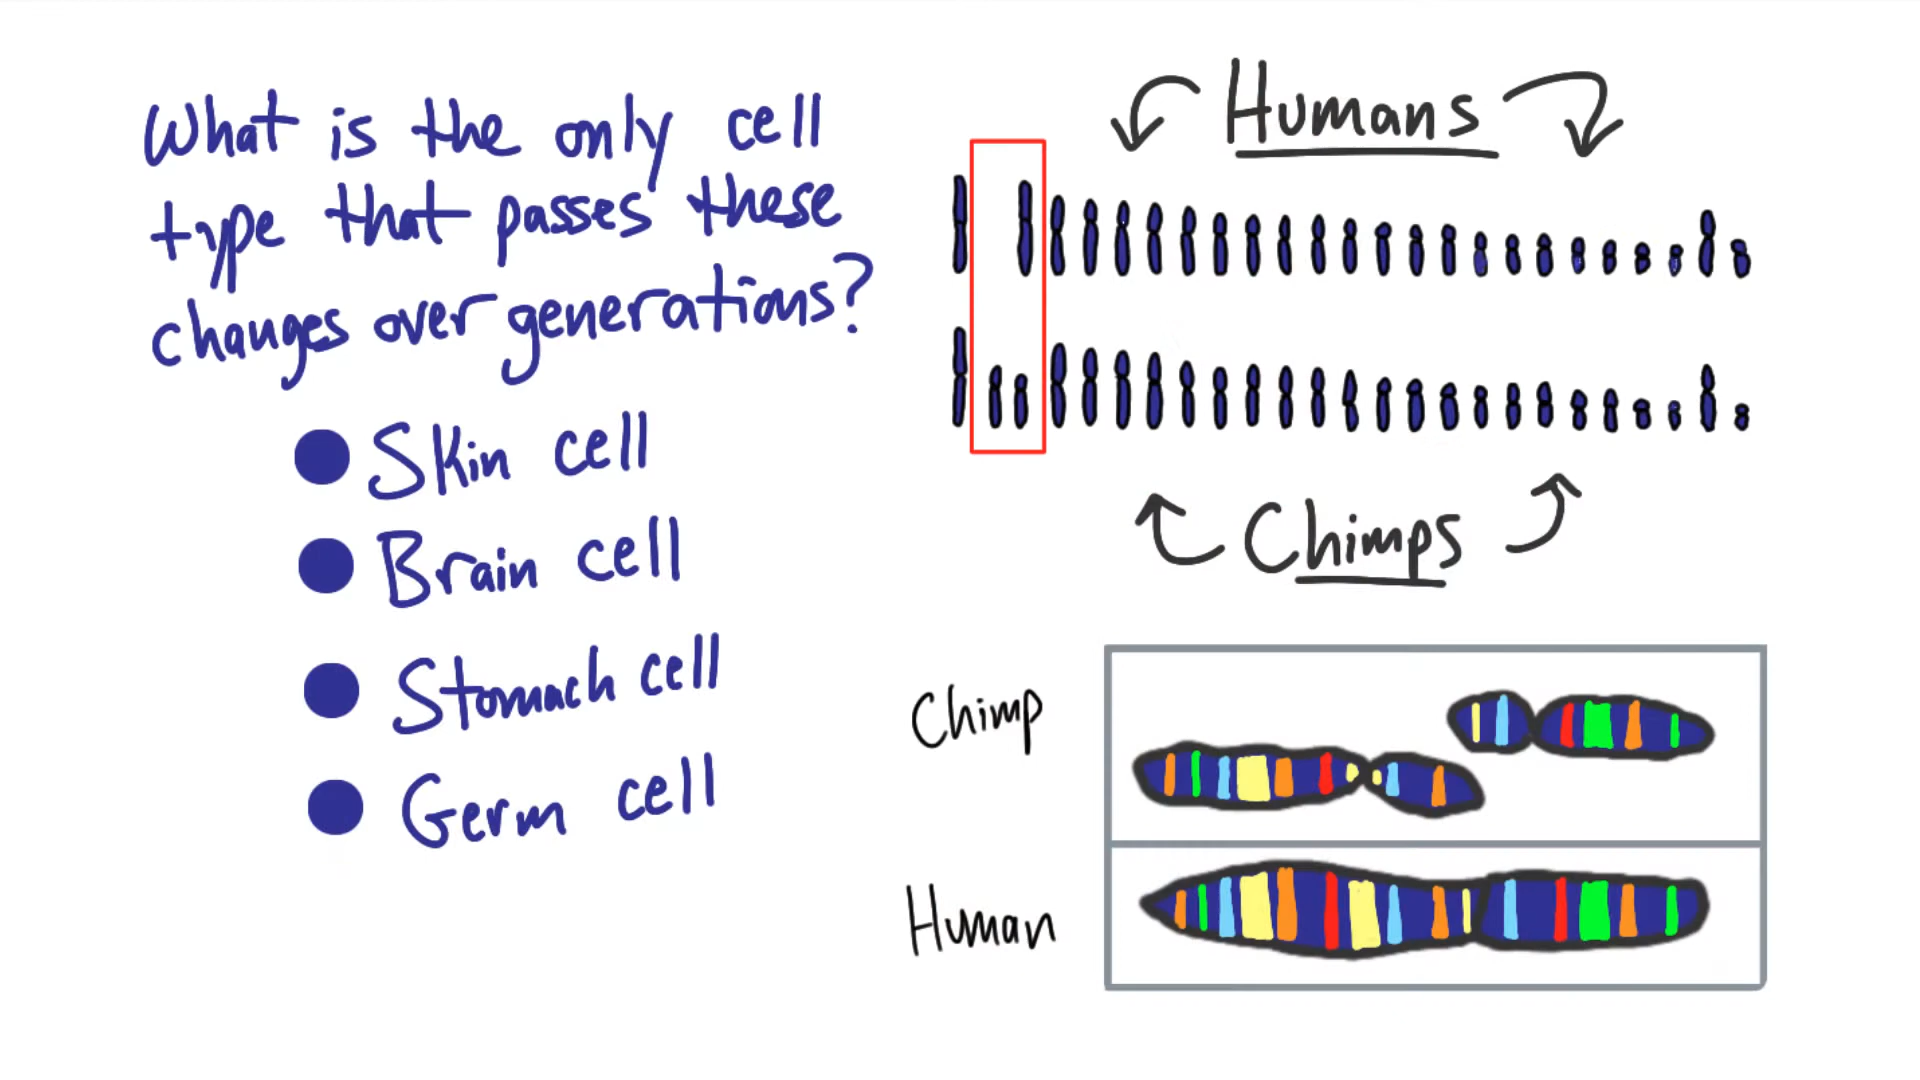 What is the only cell
type that passes these
changes over generations?
Skin cell
Brain cell
Stomach cell
Germ cell
Humans
Chimps
Chimp
Human